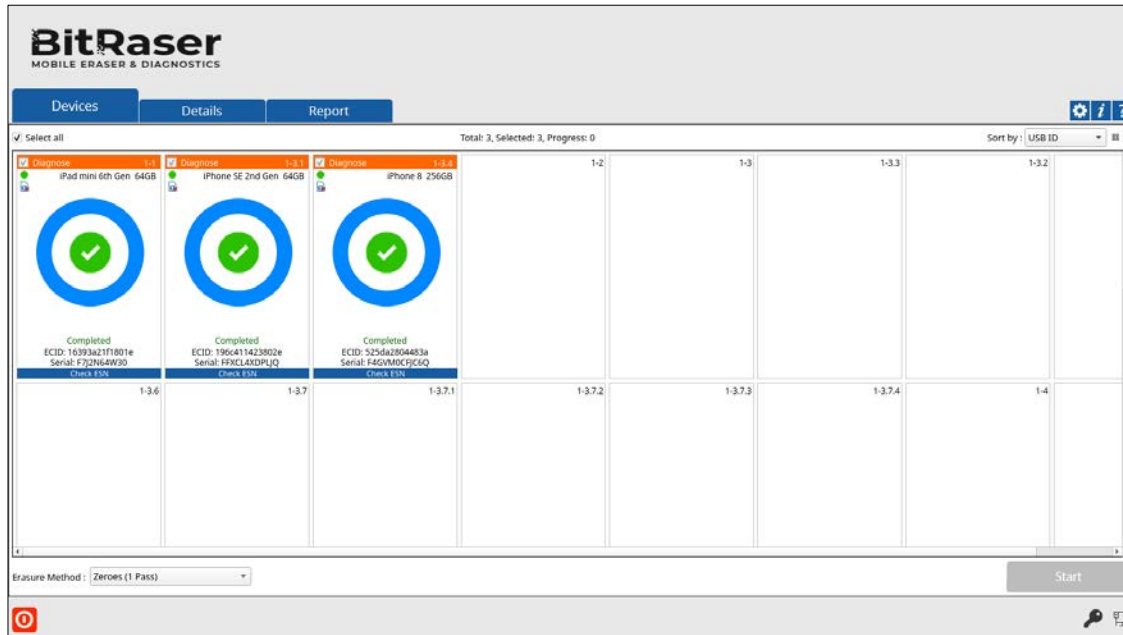 BitRaser
MOBILE ERASER & DIAGNOSTICS
Devices Details Report
Select all Total: 3, Selected: 3, Progress: 0 Sort by : USB ID
Diagnose 1-1 Diagnose 1-3.1 Diagnose 1-3.4 1-2 1-3 1-3.3 1-3.2
iPad mini 6th Gen 64GB iPhone SE 2nd Gen 64GB iPhone 8 256GB
Completed Completed Completed
ECID: 16393a21f1801e ECID: 196c411423802e ECID: 525da2804483a
Serial: F7J2N64W30 Serial: FFXCL4XDPLJQ Serial: F4GVM0CFJC6Q
Check ESN Check ESN Check ESN
1-3.6 1-3.7 1-3.7.1 1-3.7.2 1-3.7.3 1-3.7.4 1-4
Erasure Method : Zeroes (1 Pass) Start